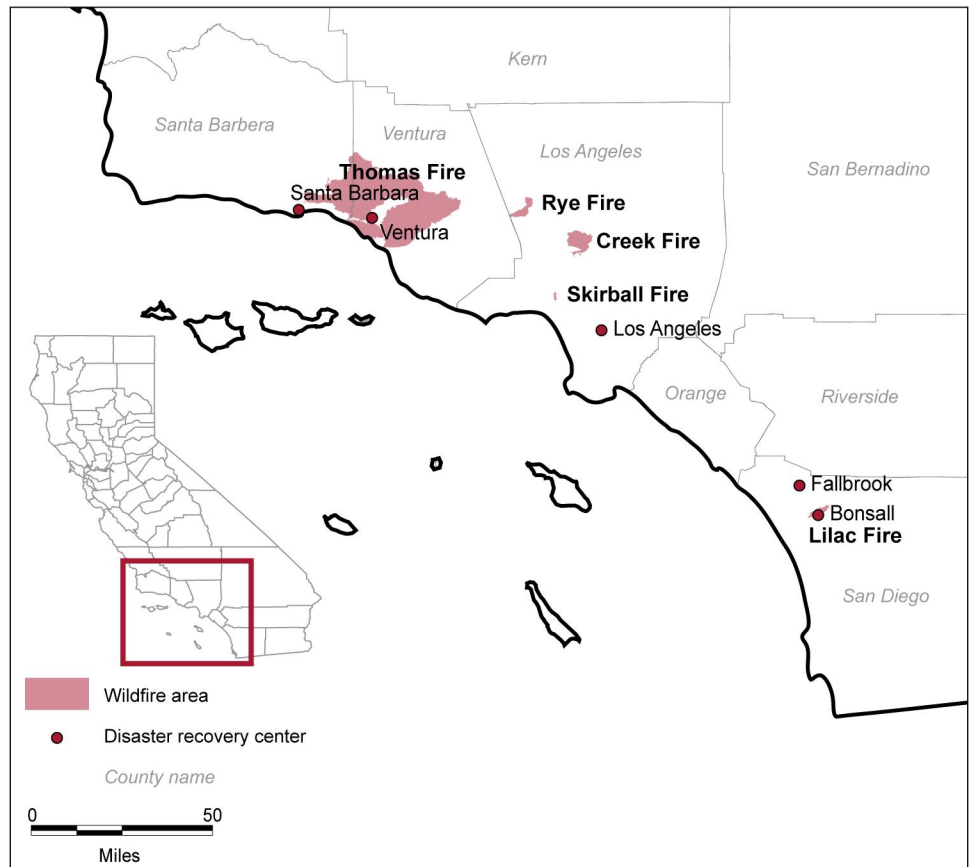 Kern
Santa Barbera
Ventura
Los Angeles
San Bernadino
Thomas Fire
Santa Barbara
Ventura
Rye Fire
Creek Fire
Skirball Fire
Los Angeles
Orange
Riverside
Fallbrook
Bonsall
Lilac Fire
San Diego
Wildfire area
Disaster recovery center
County name
0 50
Miles